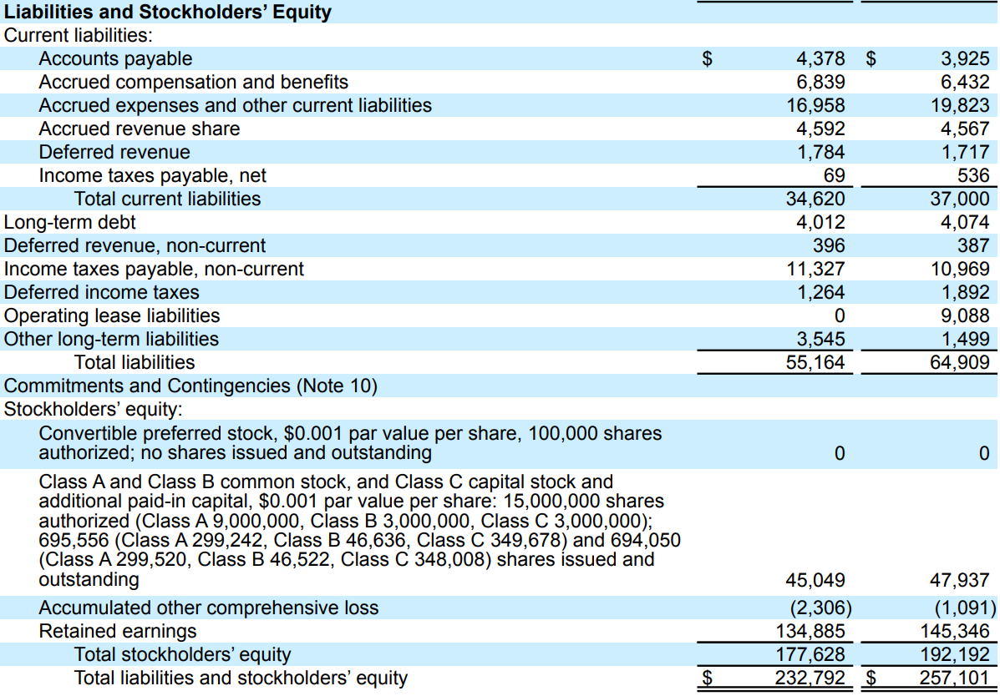 Liabilities and Stockholders’ Equity
Current liabilities:
Accounts payable $ 4,378 $ 3,925
Accrued compensation and benefits 6,839 6,432
Accrued expenses and other current liabilities 16,958 19,823
Accrued revenue share 4,592 4,567
Deferred revenue 1,784 1,717
Income taxes payable, net 69 536
Total current liabilities 34,620 37,000
Long-term debt 4,012 4,074
Deferred revenue, non-current 396 387
Income taxes payable, non-current 11,327 10,969
Deferred income taxes 1,264 1,892
Operating lease liabilities 0 9,088
Other long-term liabilities 3,545 1,499
Total liabilities 55,164 64,909
Commitments and Contingencies (Note 10)
Stockholders’ equity:
Convertible preferred stock, $0.001 par value per share, 100,000 shares
authorized; no shares issued and outstanding 0 0
Class A and Class B common stock, and Class C capital stock and
additional paid-in capital, $0.001 par value per share: 15,000,000 shares
authorized (Class A 9,000,000, Class B 3,000,000, Class C 3,000,000);
695,556 (Class A 299,242, Class B 46,636, Class C 349,678) and 694,050
(Class A 299,520, Class B 46,522, Class C 348,008) shares issued and
outstanding 45,049 47,937
Accumulated other comprehensive loss (2,306) (1,091)
Retained earnings 134,885 145,346
Total stockholders’ equity 177,628 192,192
Total liabilities and stockholders’ equity $ 232,792 $ 257,101